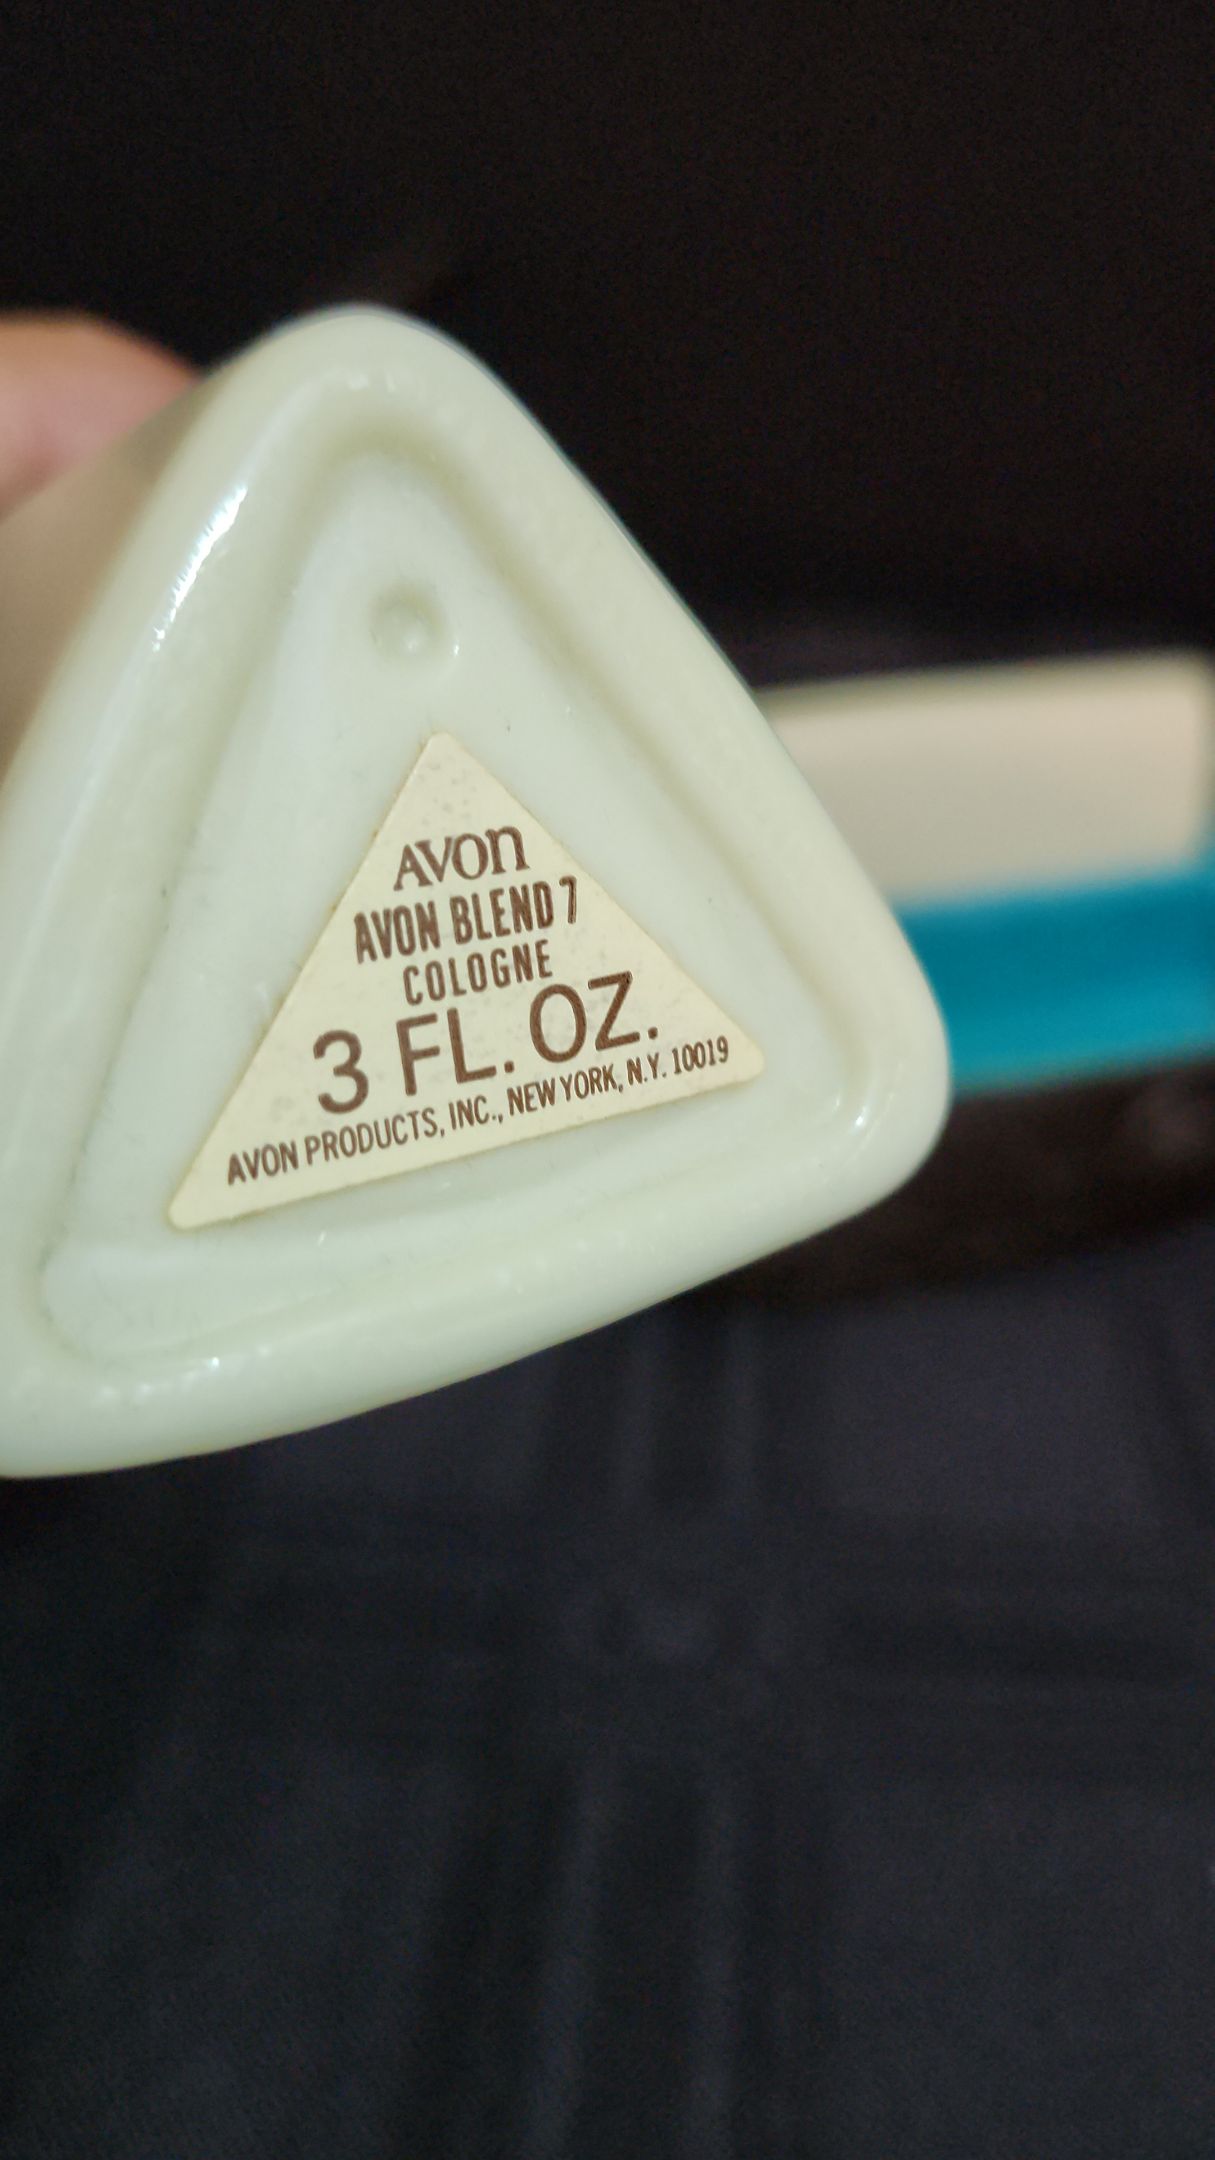 AVON
AVON BLEND 7
COLOGNE
3 FL. OZ.
AVON PRODUCTS, INC., NEW YORK, N.Y. 10019